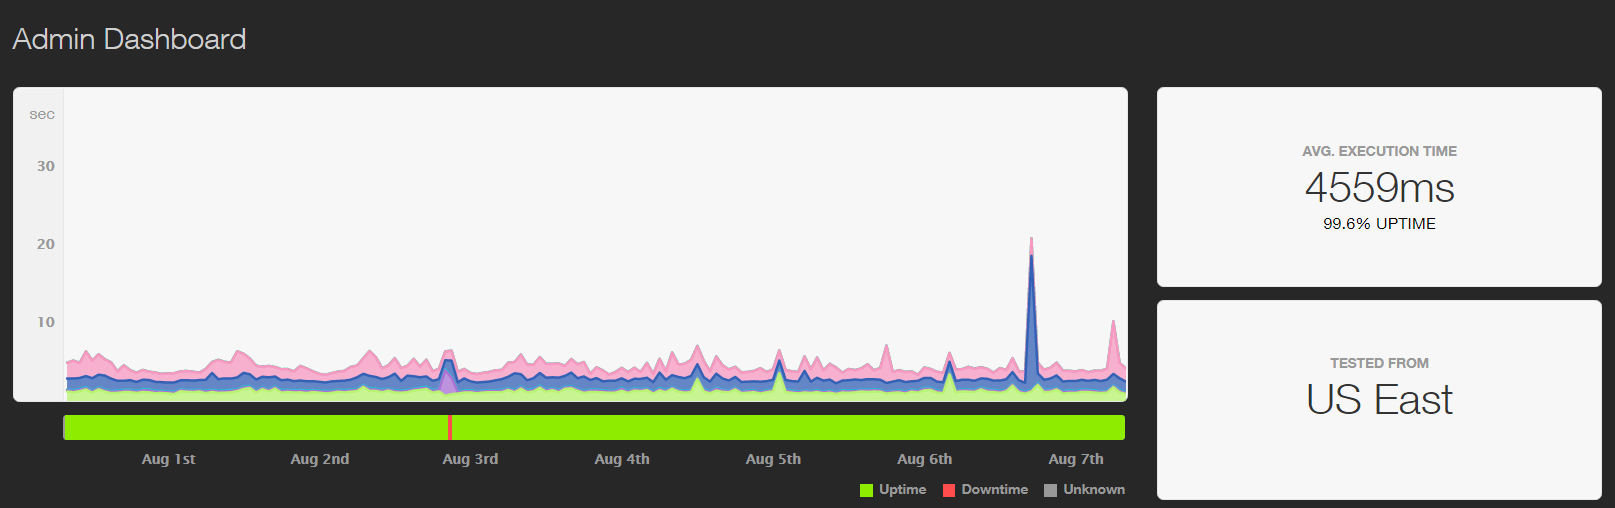 Admin Dashboard
sec
30
20
10
Aug 1st Aug 2nd Aug 3rd Aug 4th Aug 5th Aug 6th Aug 7th
Uptime Downtime Unknown
AVG. EXECUTION TIME
4559ms
99.6% UPTIME
TESTED FROM
US East